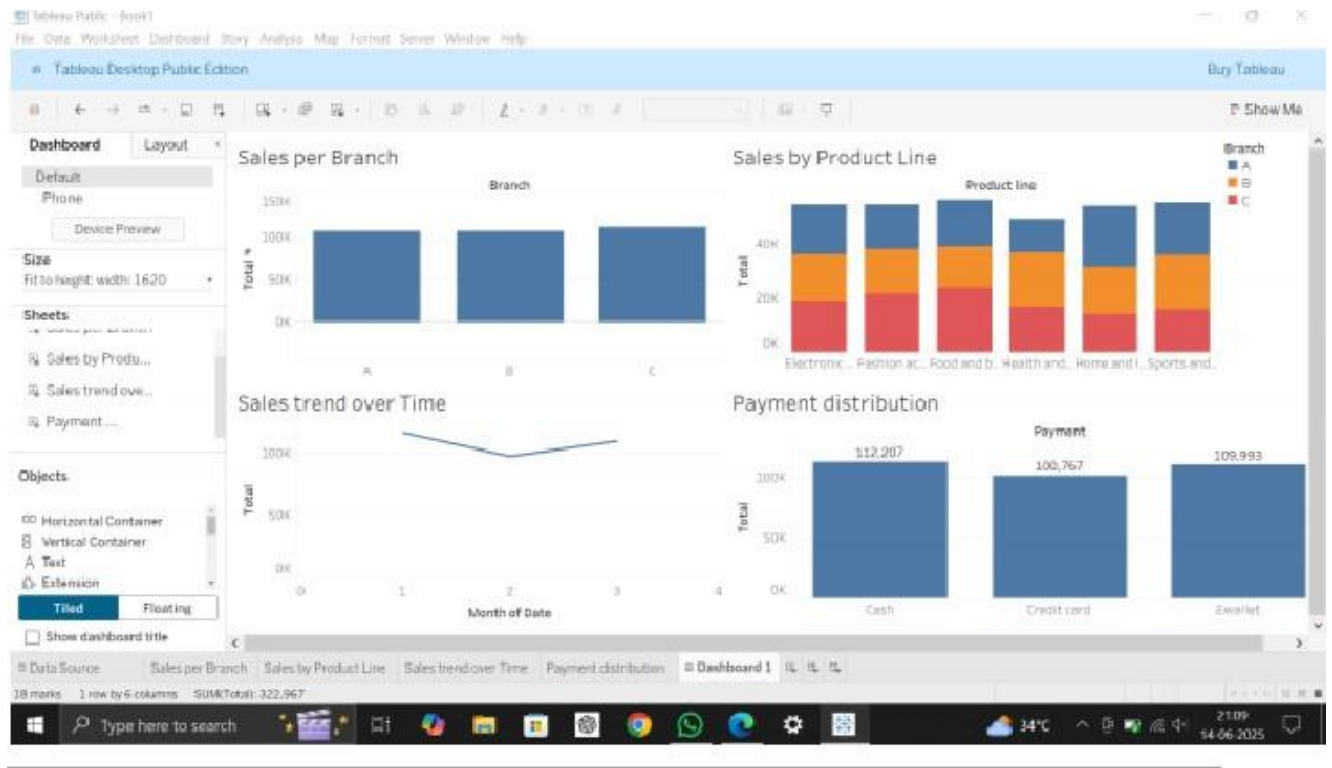 Tableau Public - Book1
File Data Worksheet Dashboard Story Analysis Map Format Server Window Help
Tableau Desktop Public Edition
Buy Tableau
Show Me
Dashboard Layout
Default
Phone
Device Preview
Size
Fit to height: width: 1620
Sheets
Sales per Branch
Sales by Produ...
Sales trend ove...
Payment ...
Objects
Horizontal Container
Vertical Container
A Text
Extension
Tiled Floating
Show dashboard title
Sales per Branch
Branch
Total
150K
100K
50K
0K
A B C
Sales by Product Line
Product line
Total
40K
20K
0K
Electronic .. Fashion ac.. Food and b.. Health and.. Home and l.. Sports and..
Branch
A
B
C
Sales trend over Time
Total
100K
50K
0K
0 1 2 3 4
Month of Date
Payment distribution
Payment
Total
100K
50K
0K
112,207 100,767 109,993
Cash Credit card Ewallet
Data Source Sales per Branch Sales by Product Line Sales trend over Time Payment distribution Dashboard 1
18 marks 1 row by 6 columns SUM(Total): 322,967
Type here to search
34°C
21:09
14-06-2025